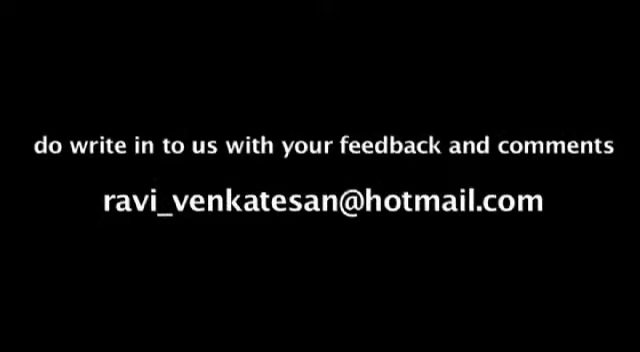 do write in to us with your feedback and comments
ravi_venkatesan@hotmail.com